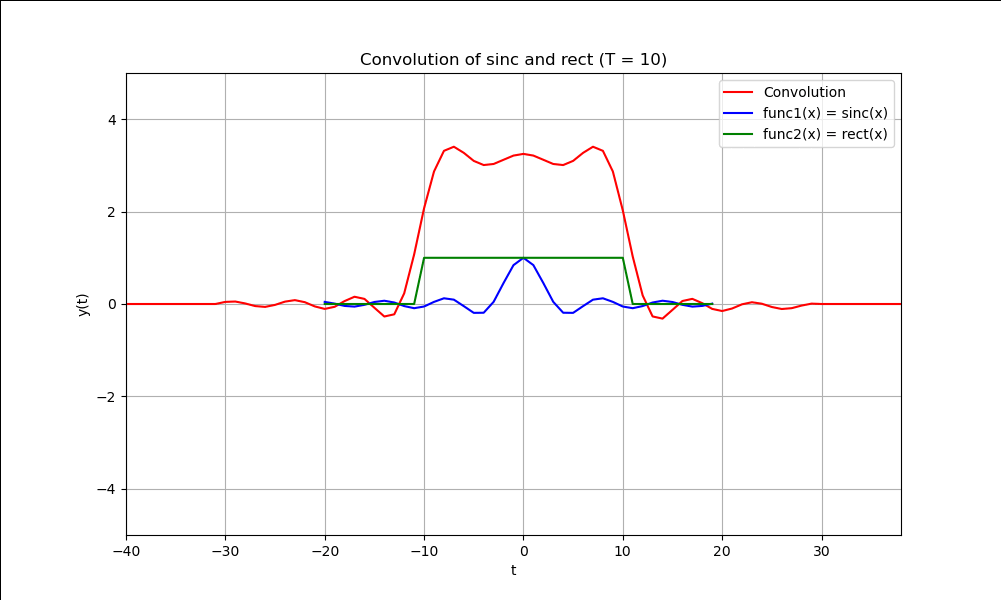 Convolution of sinc and rect (T = 10)
Convolution
func1(x) = sinc(x)
func2(x) = rect(x)
4
2
0
−2
−4
y(t)
−40 −30 −20 −10 0 10 20 30
t